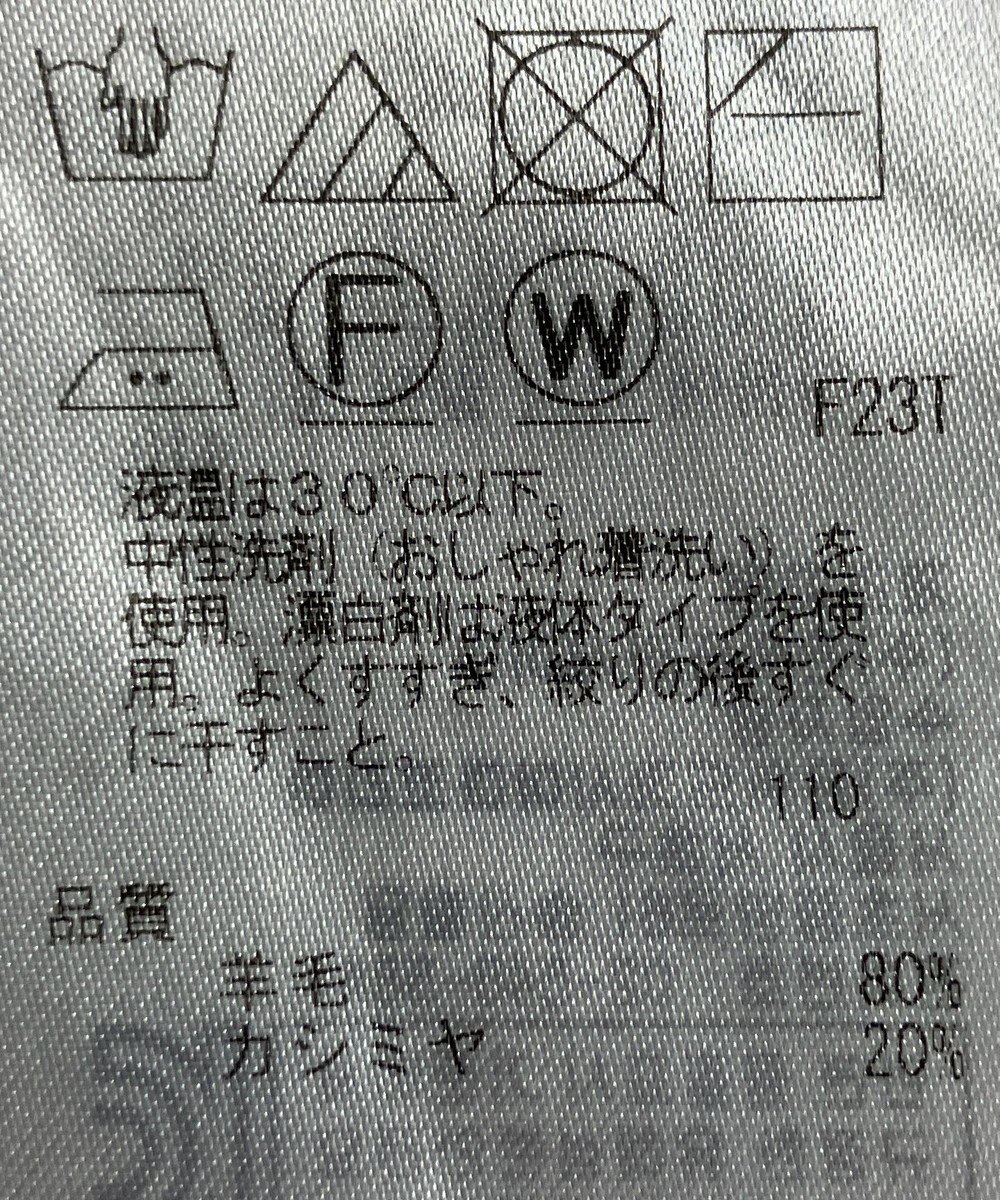 F
W
F23T
液温は30℃以下。
中性洗剤（おしゃれ着洗い）を
使用。漂白剤は液体タイプを使
用。よくすすぎ、絞りの後すぐ
に干すこと。
110
品質
羊毛 80%
カシミヤ 20%